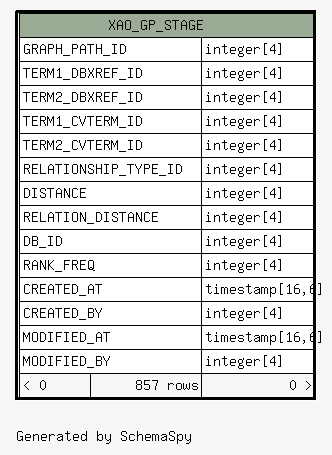 XAO_GP_STAGE
GRAPH_PATH_ID integer[4]
TERM1_DBXREF_ID integer[4]
TERM2_DBXREF_ID integer[4]
TERM1_CVTERM_ID integer[4]
TERM2_CVTERM_ID integer[4]
RELATIONSHIP_TYPE_ID integer[4]
DISTANCE integer[4]
RELATION_DISTANCE integer[4]
DB_ID integer[4]
RANK_FREQ integer[4]
CREATED_AT timestamp[16,6]
CREATED_BY integer[4]
MODIFIED_AT timestamp[16,6]
MODIFIED_BY integer[4]
< 0 857 rows 0 >
Generated by SchemaSpy